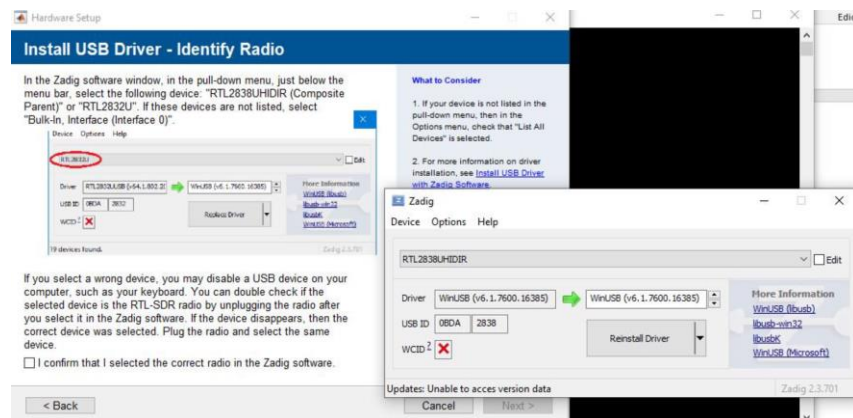 Hardware Setup
Edic
Install USB Driver - Identify Radio
In the Zadig software window, in the pull-down menu, just below the
menu bar, select the following device: "RTL2838UHIDIR (Composite
Parent)" or "RTL2832U". If these devices are not listed, select
"Bulk-In, Interface (Interface 0)".
Device Options Help
RTL2832U
Edit
Driver
WinUSB (v6.1.7600.16385)
More Information
WinUSB (libusb)
USB ID 0BDA 2832
libusb-win32
Replace Driver
libusbK
WCID ?
WinUSB (Microsoft)
19 devices found.
Zadig 2.3.701
If you select a wrong device, you may disable a USB device on your
computer, such as your keyboard. You can double check if the
selected device is the RTL-SDR radio by unplugging the radio after
you select it in the Zadig software. If the device disappears, then the
correct device was selected. Plug the radio and select the same
device.
I confirm that I selected the correct radio in the Zadig software.
< Back
Cancel
Next >
What to Consider
1. If your device is not listed in the
pull-down menu, then in the
Options menu, check that "List All
Devices" is selected.
2. For more information on driver
installation, see Install USB Driver
with Zadig Software.
Zadig
Device Options Help
RTL2838UHIDIR
Edit
Driver WinUSB (v6.1.7600.16385) WinUSB (v6.1.7600.16385)
More Information
WinUSB (libusb)
USB ID 0BDA 2838
libusb-win32
Reinstall Driver
libusbK
WCID ?
WinUSB (Microsoft)
Updates: Unable to acces version data
Zadig 2.3.701